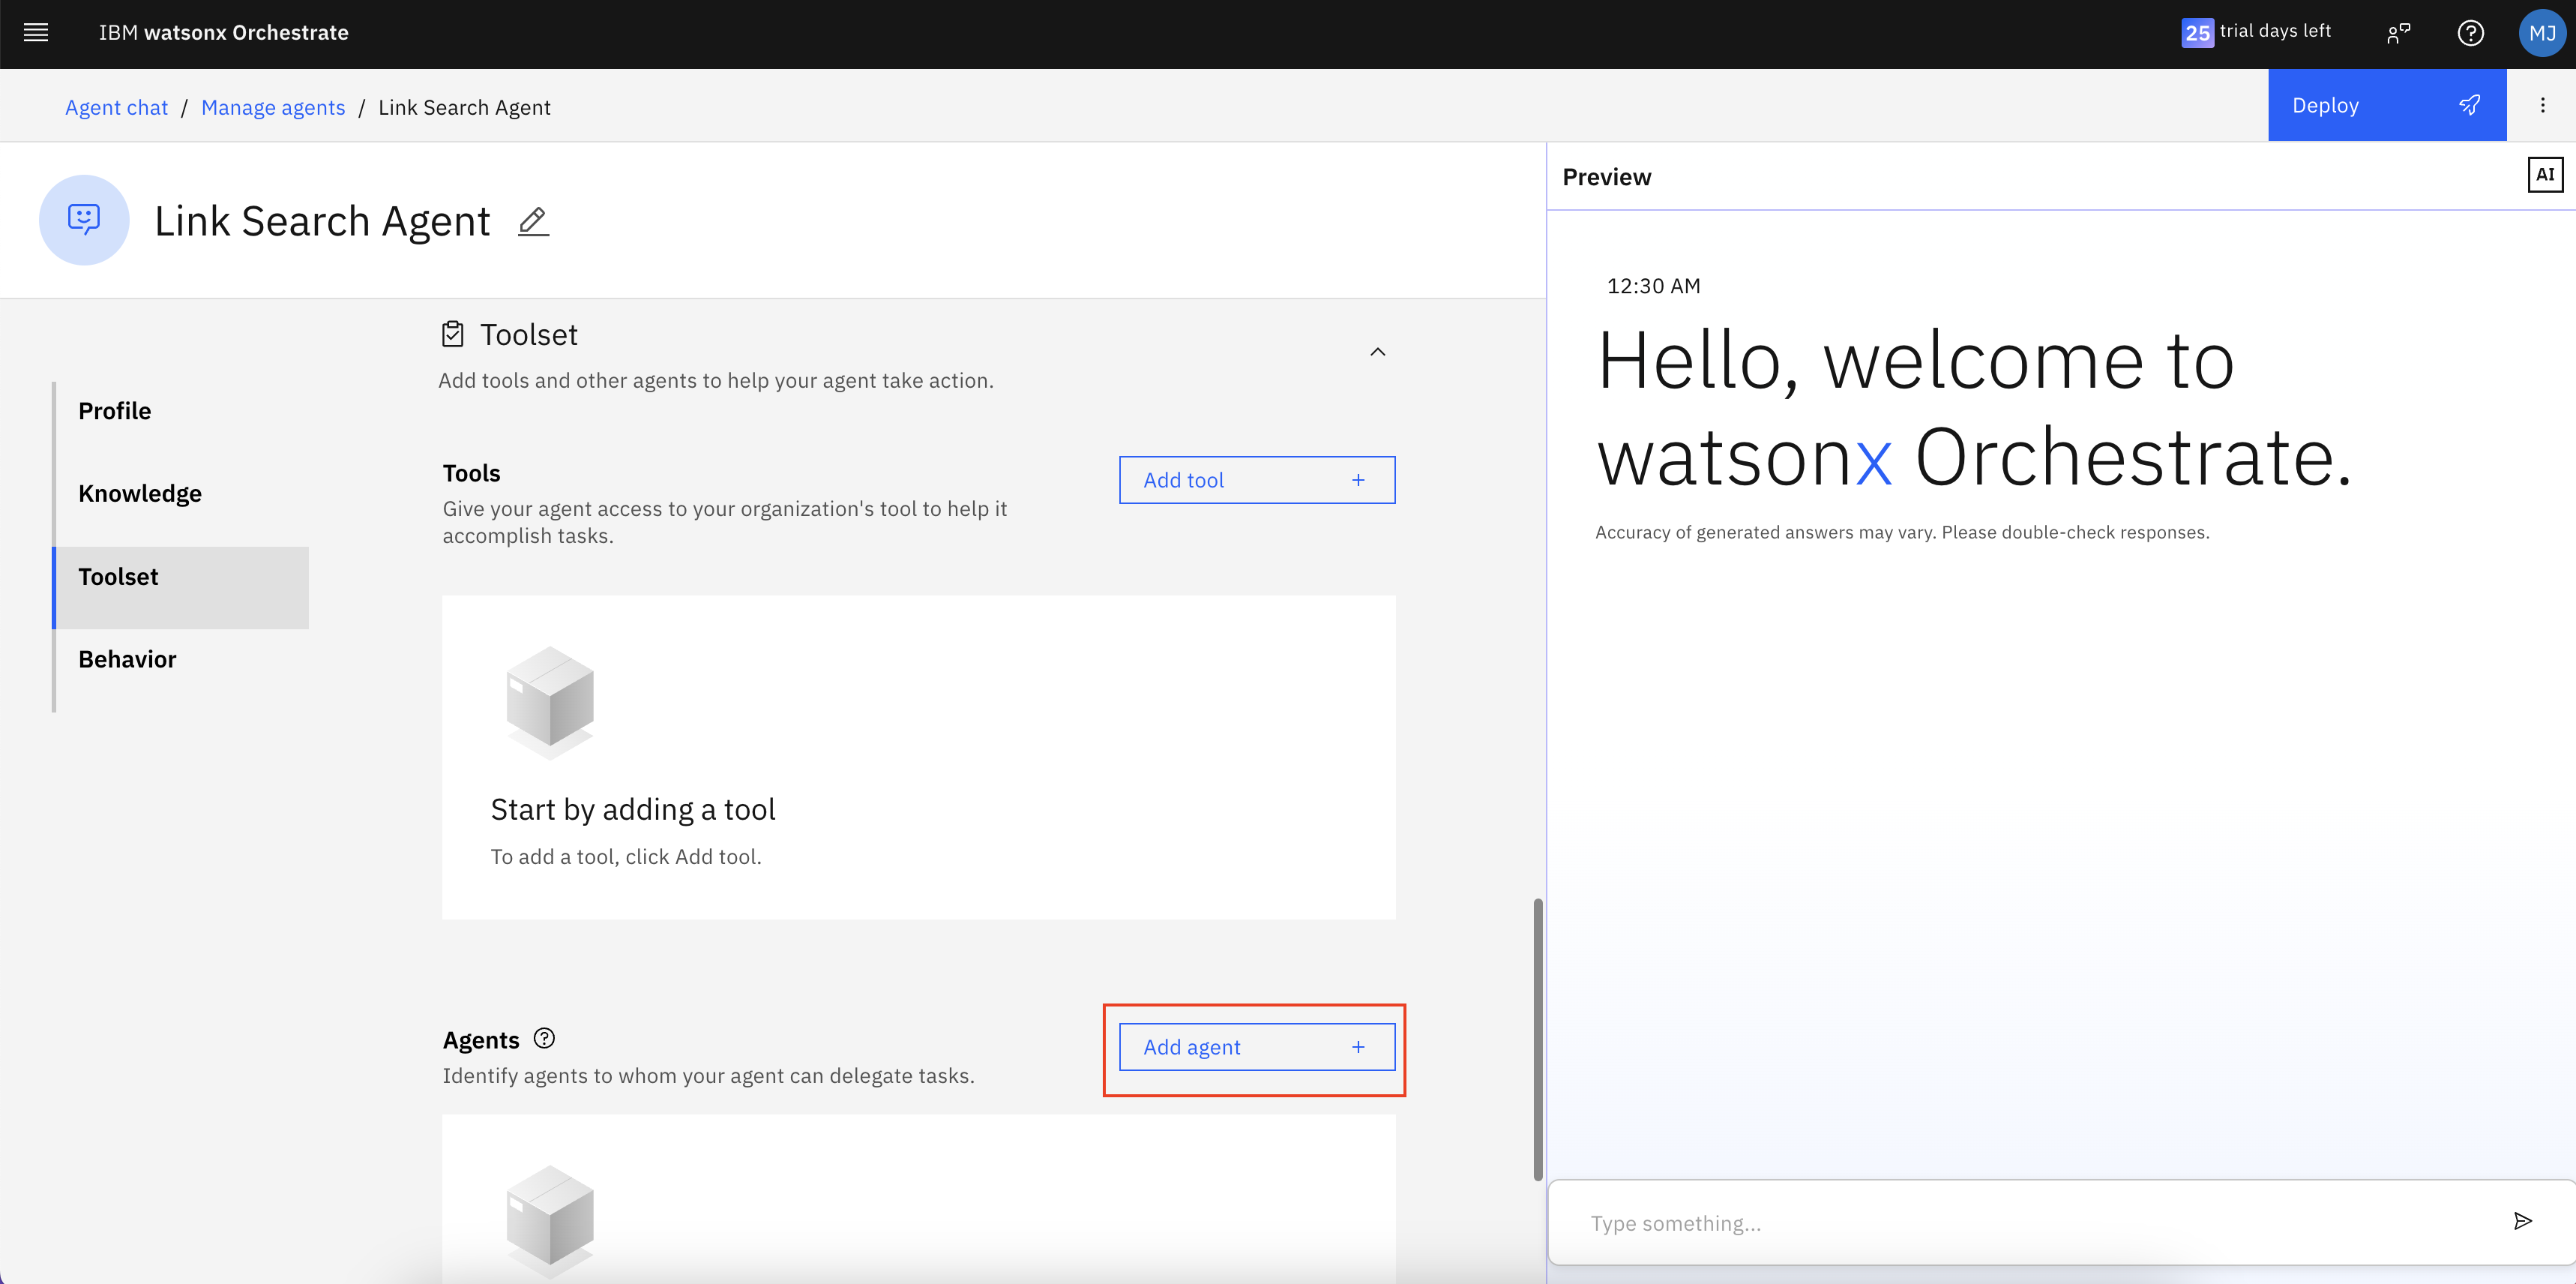 IBM watsonx Orchestrate
25 trial days left
MJ
Agent chat / Manage agents / Link Search Agent
Deploy
Link Search Agent
Profile
Knowledge
Toolset
Behavior
Toolset
Add tools and other agents to help your agent take action.
Tools
Add tool +
Give your agent access to your organization's tool to help it
accomplish tasks.
Start by adding a tool
To add a tool, click Add tool.
Agents ?
Add agent +
Identify agents to whom your agent can delegate tasks.
Preview
AI
12:30 AM
Hello, welcome to
watsonx Orchestrate.
Accuracy of generated answers may vary. Please double-check responses.
Type something...